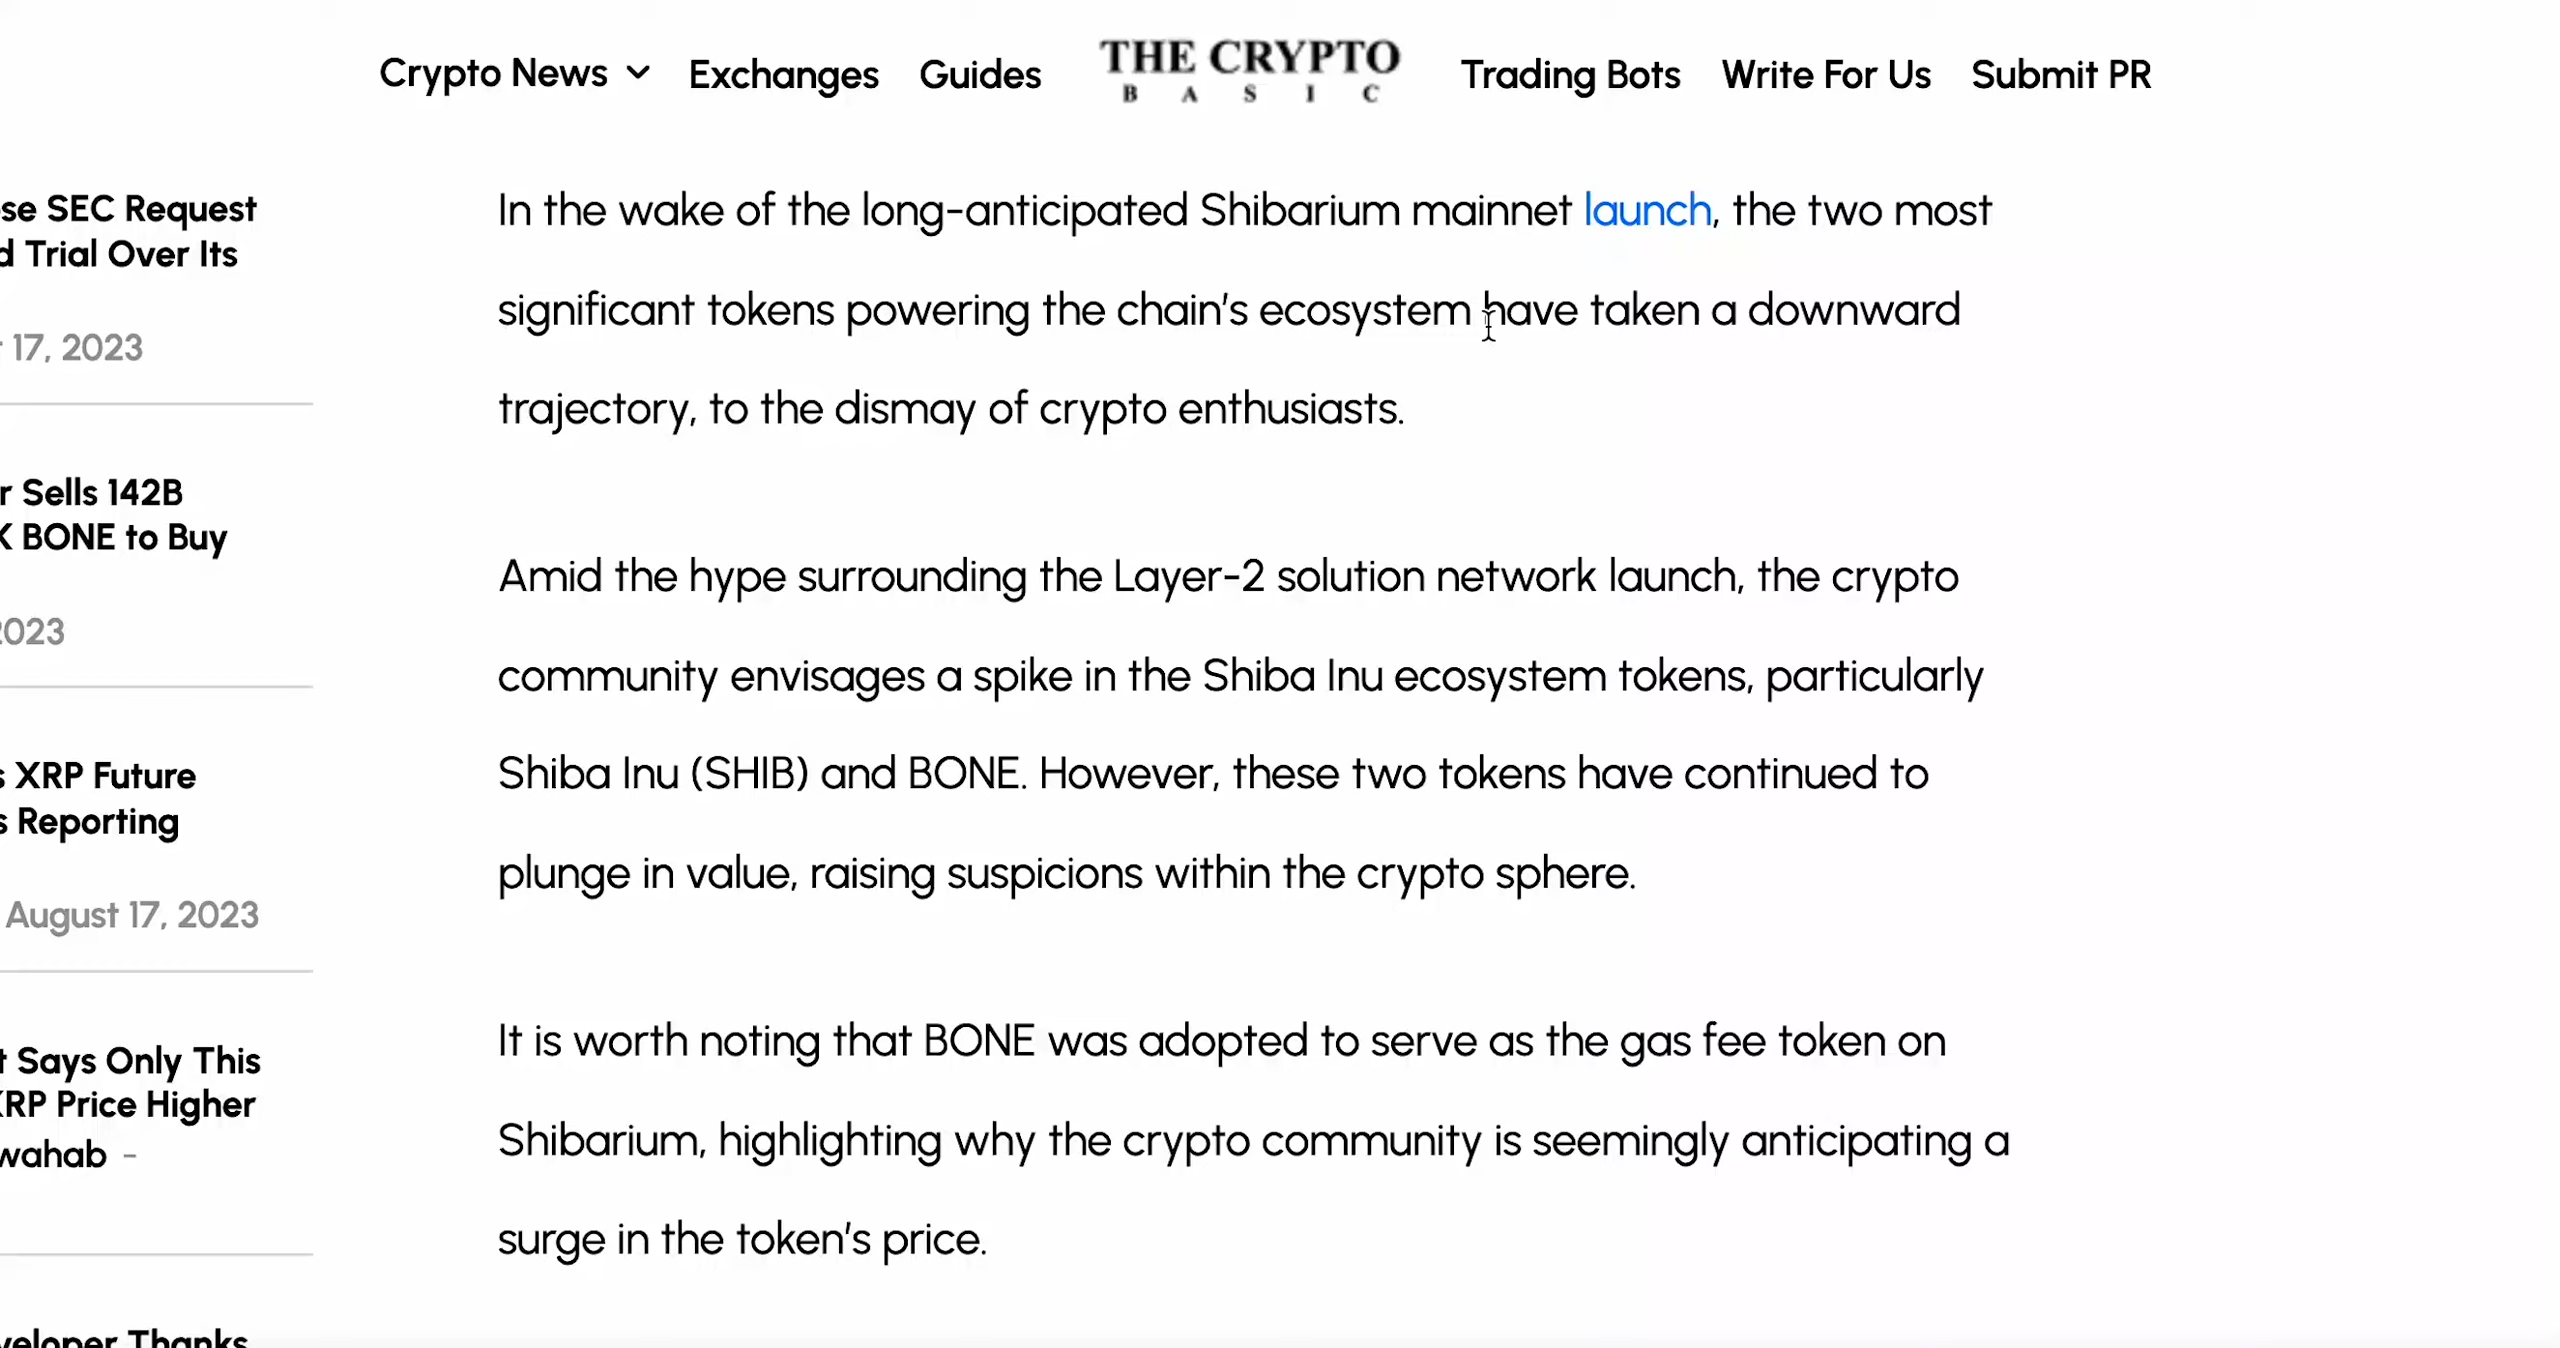 Crypto News
Exchanges
Guides
THE CRYPTO
BASIC
Trading Bots
Write For Us
Submit PR
se SEC Request
d Trial Over Its
17, 2023
r Sells 142B
K BONE to Buy
2023
s XRP Future
s Reporting
August 17, 2023
t Says Only This
XRP Price Higher
wahab -
veloper Thanks
In the wake of the long-anticipated Shibarium mainnet launch, the two most
significant tokens powering the chain's ecosystem have taken a downward
trajectory, to the dismay of crypto enthusiasts.
Amid the hype surrounding the Layer-2 solution network launch, the crypto
community envisages a spike in the Shiba Inu ecosystem tokens, particularly
Shiba Inu (SHIB) and BONE. However, these two tokens have continued to
plunge in value, raising suspicions within the crypto sphere.
It is worth noting that BONE was adopted to serve as the gas fee token on
Shibarium, highlighting why the crypto community is seemingly anticipating a
surge in the token's price.